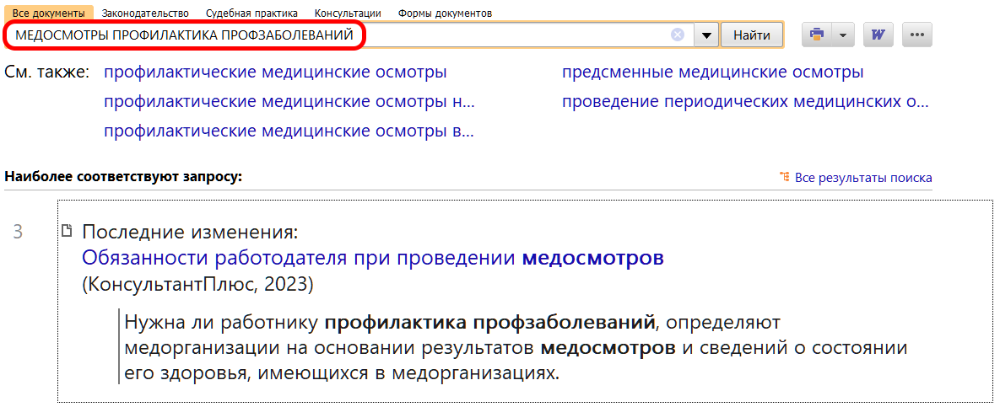 Все документы Законодательство Судебная практика Консультации Формы документов
МЕДОСМОТРЫ ПРОФИЛАКТИКА ПРОФЗАБОЛЕВАНИЙ Найти W
См. также: профилактические медицинские осмотры предсменные медицинские осмотры
профилактические медицинские осмотры н... проведение периодических медицинских о...
профилактические медицинские осмотры в...
Наиболее соответствуют запросу: Все результаты поиска
3 Последние изменения:
Обязанности работодателя при проведении медосмотров
(КонсультантПлюс, 2023)
Нужна ли работнику профилактика профзаболеваний, определяют
медорганизации на основании результатов медосмотров и сведений о состоянии
его здоровья, имеющихся в медорганизациях.